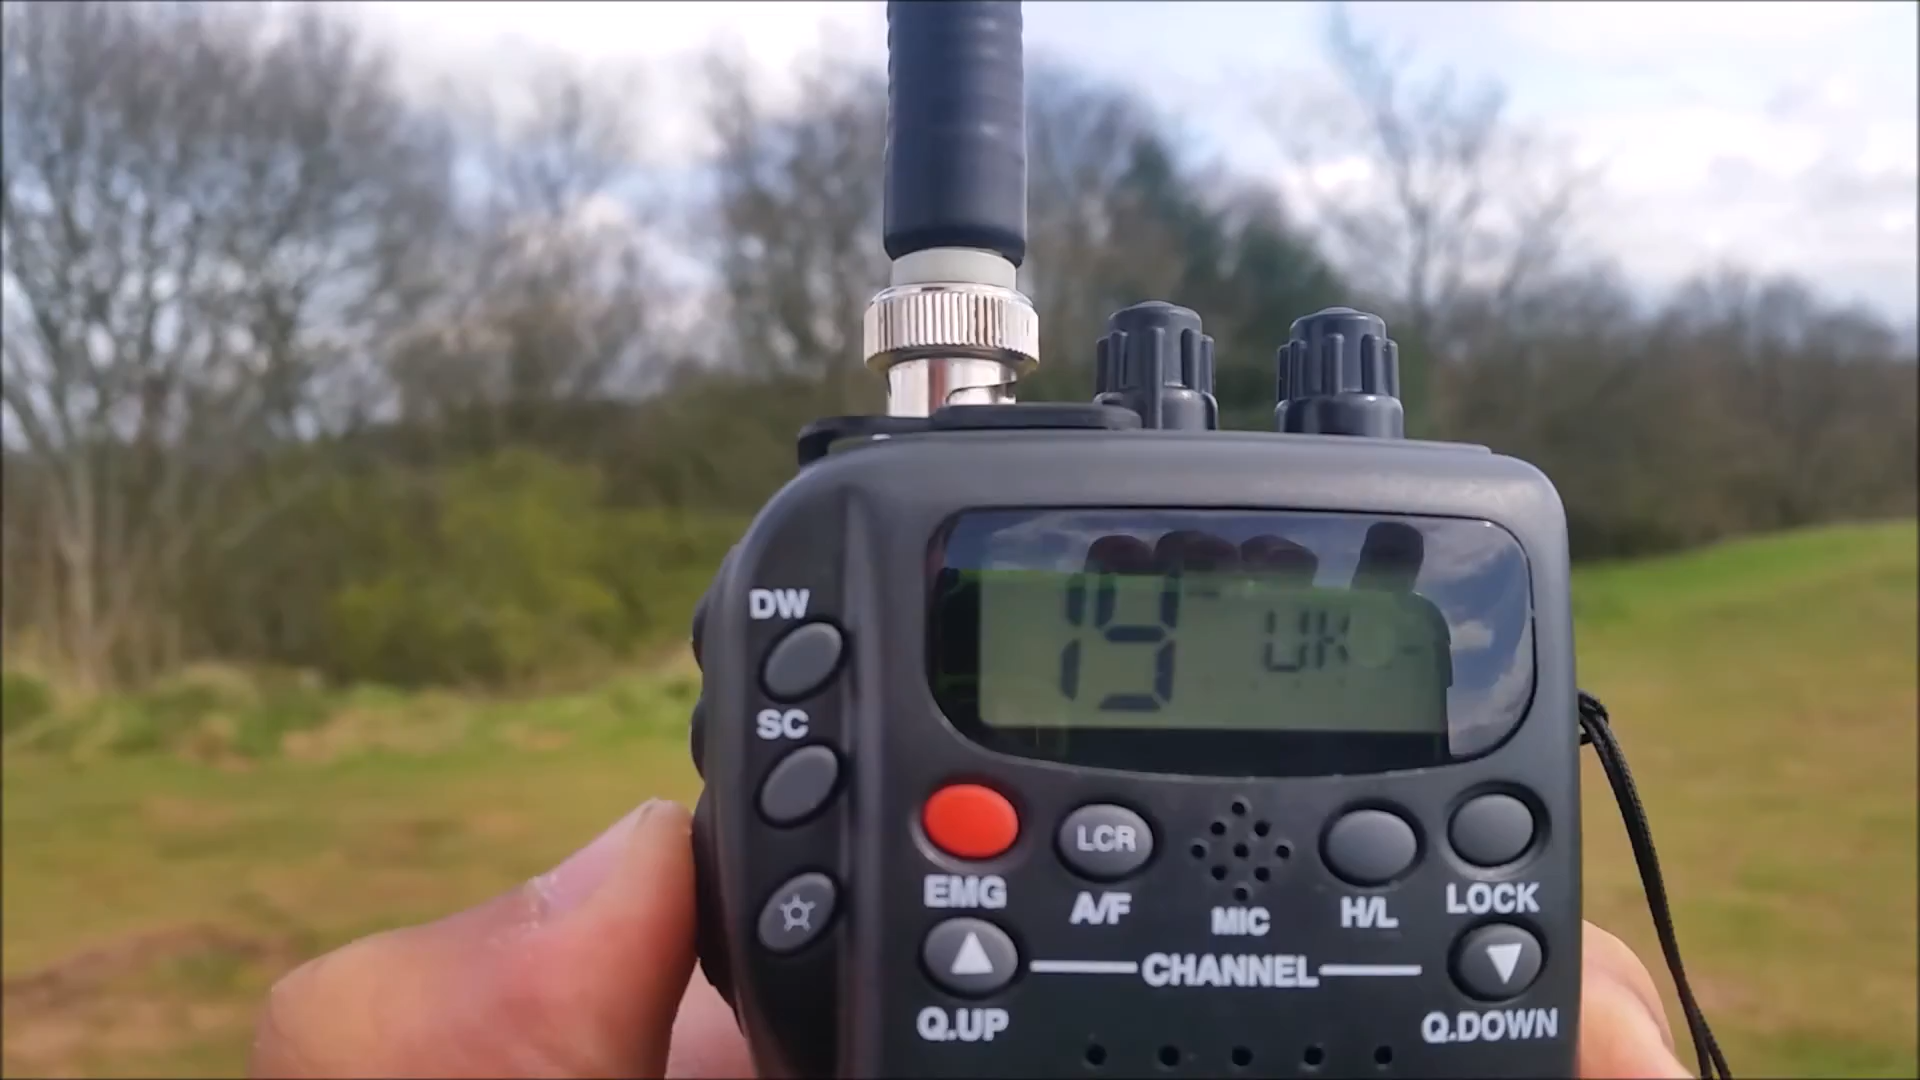 19 UK
DW
SC
LCR
EMG A/F MIC H/L LOCK
CHANNEL
Q.UP Q.DOWN